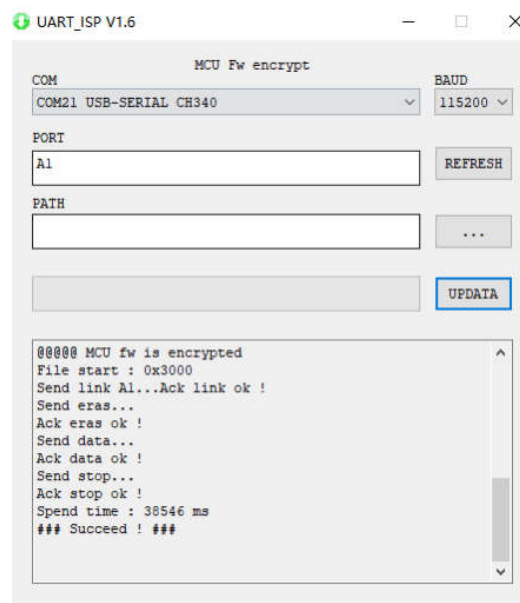 UART_ISP V1.6
MCU Fw encrypt
COM
BAUD
COM21 USB-SERIAL CH340
115200
PORT
A1
REFRESH
PATH
...
UPDATA
@@@@@ MCU fw is encrypted
File start : 0x3000
Send link A1...Ack link ok !
Send eras...
Ack eras ok !
Send data...
Ack data ok !
Send stop...
Ack stop ok !
Spend time : 38546 ms
### Succeed ! ###